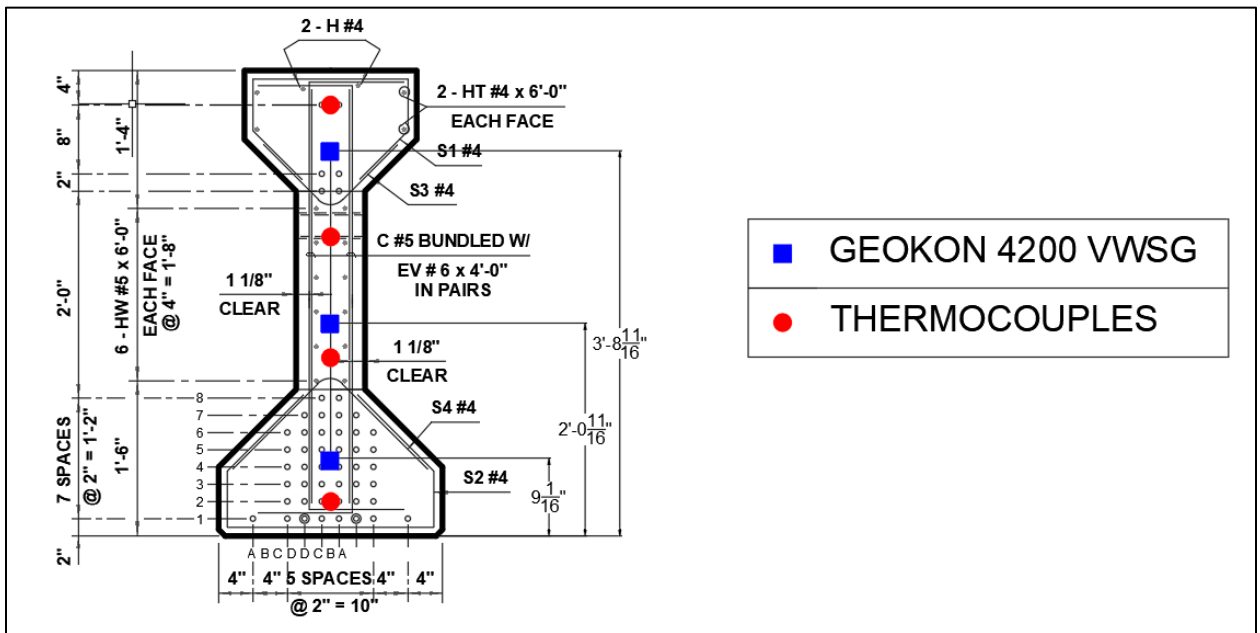 2 - H #4
2 - HT #4 x 6'-0"
EACH FACE
S1 #4
S3 #4
C #5 BUNDLED W/
EV # 6 x 4'-0"
IN PAIRS
1 1/8"
CLEAR
1 1/8"
CLEAR
S4 #4
S2 #4
4"
8"
2"
2'-0"
7 SPACES
@ 2" = 1'-2"
2"
1'-4"
6 - HW #5 x 6'-0"
EACH FACE
@ 4" = 1'-8"
1'-6"
8
7
6
5
4
3
2
1
A B C D D C B A
4" 4" 5 SPACES 4" 4"
@ 2" = 10"
3'-8 11/16"
2'-0 11/16"
9 1/16"
GEOKON 4200 VWSG
THERMOCOUPLES